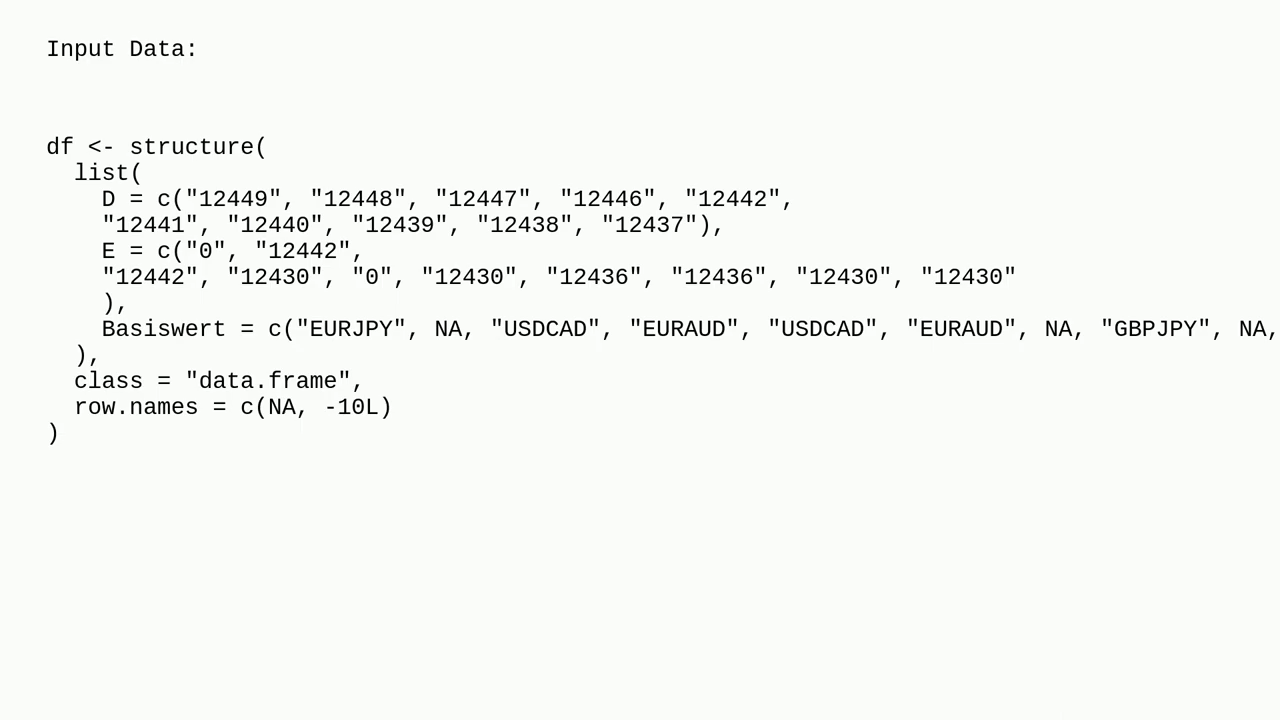 Input Data:
df <- structure(
  list(
    D = c("12449", "12448", "12447", "12446", "12442",
    "12441", "12440", "12439", "12438", "12437"),
    E = c("0", "12442",
    "12442", "12430", "0", "12430", "12436", "12436", "12430", "12430"
    ),
    Basiswert = c("EURJPY", NA, "USDCAD", "EURAUD", "USDCAD", "EURAUD", NA, "GBPJPY", NA,
  ),
  class = "data.frame",
  row.names = c(NA, -10L)
)